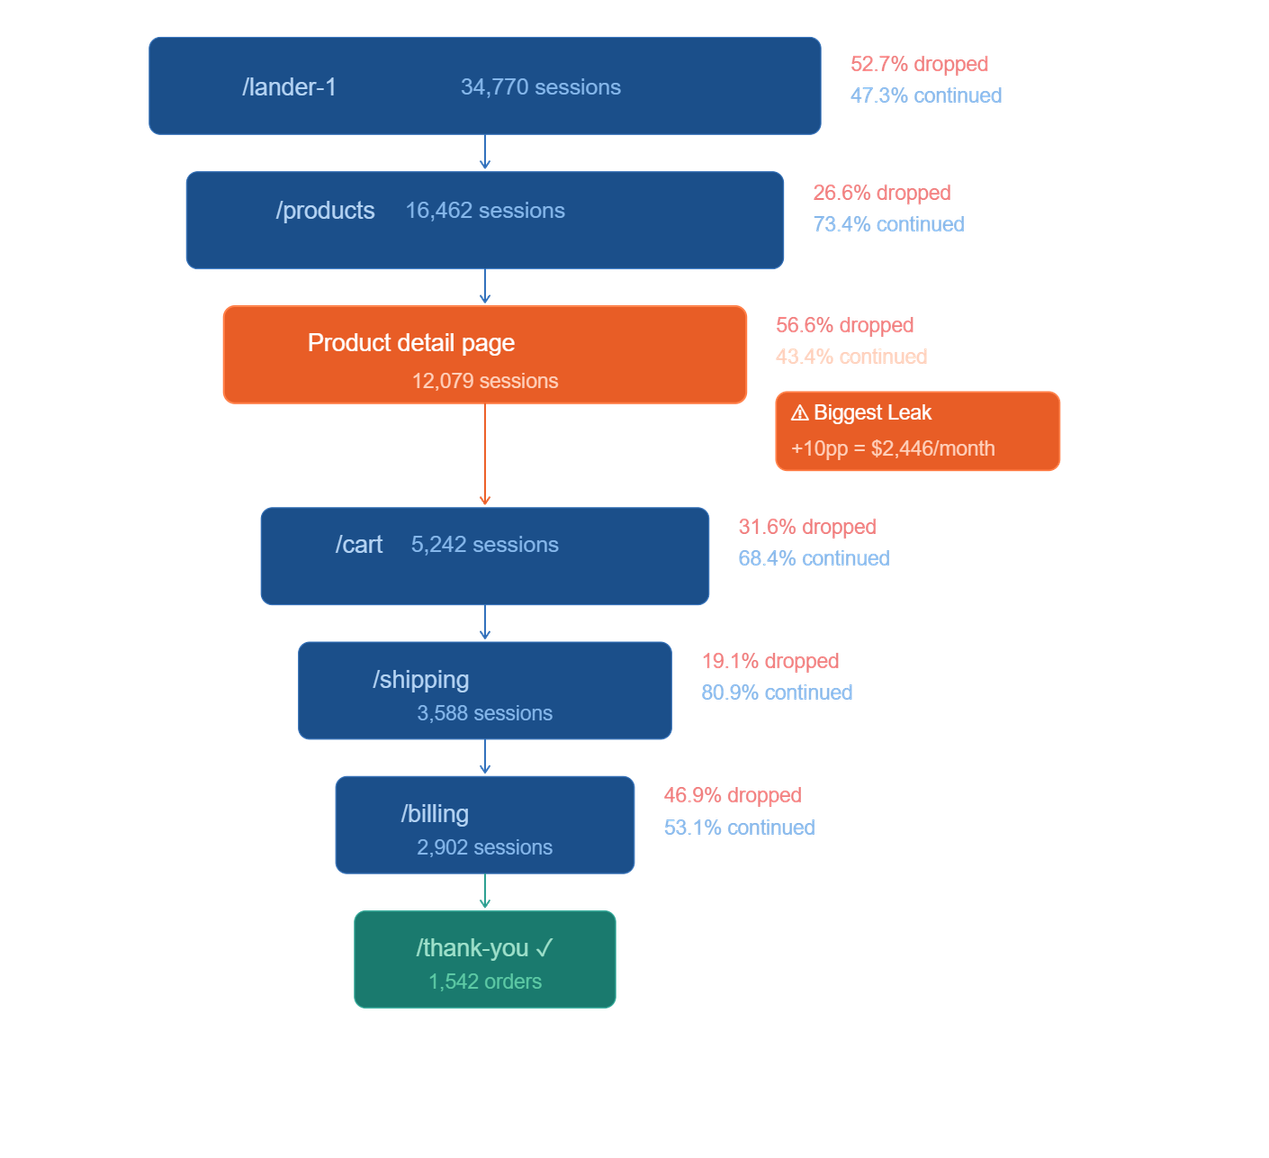 /lander-1 34,770 sessions
52.7% dropped
47.3% continued
/products 16,462 sessions
26.6% dropped
73.4% continued
Product detail page
12,079 sessions
56.6% dropped
43.4% continued
⚠ Biggest Leak
+10pp = $2,446/month
/cart 5,242 sessions
31.6% dropped
68.4% continued
/shipping
3,588 sessions
19.1% dropped
80.9% continued
/billing
2,902 sessions
46.9% dropped
53.1% continued
/thank-you ✓
1,542 orders